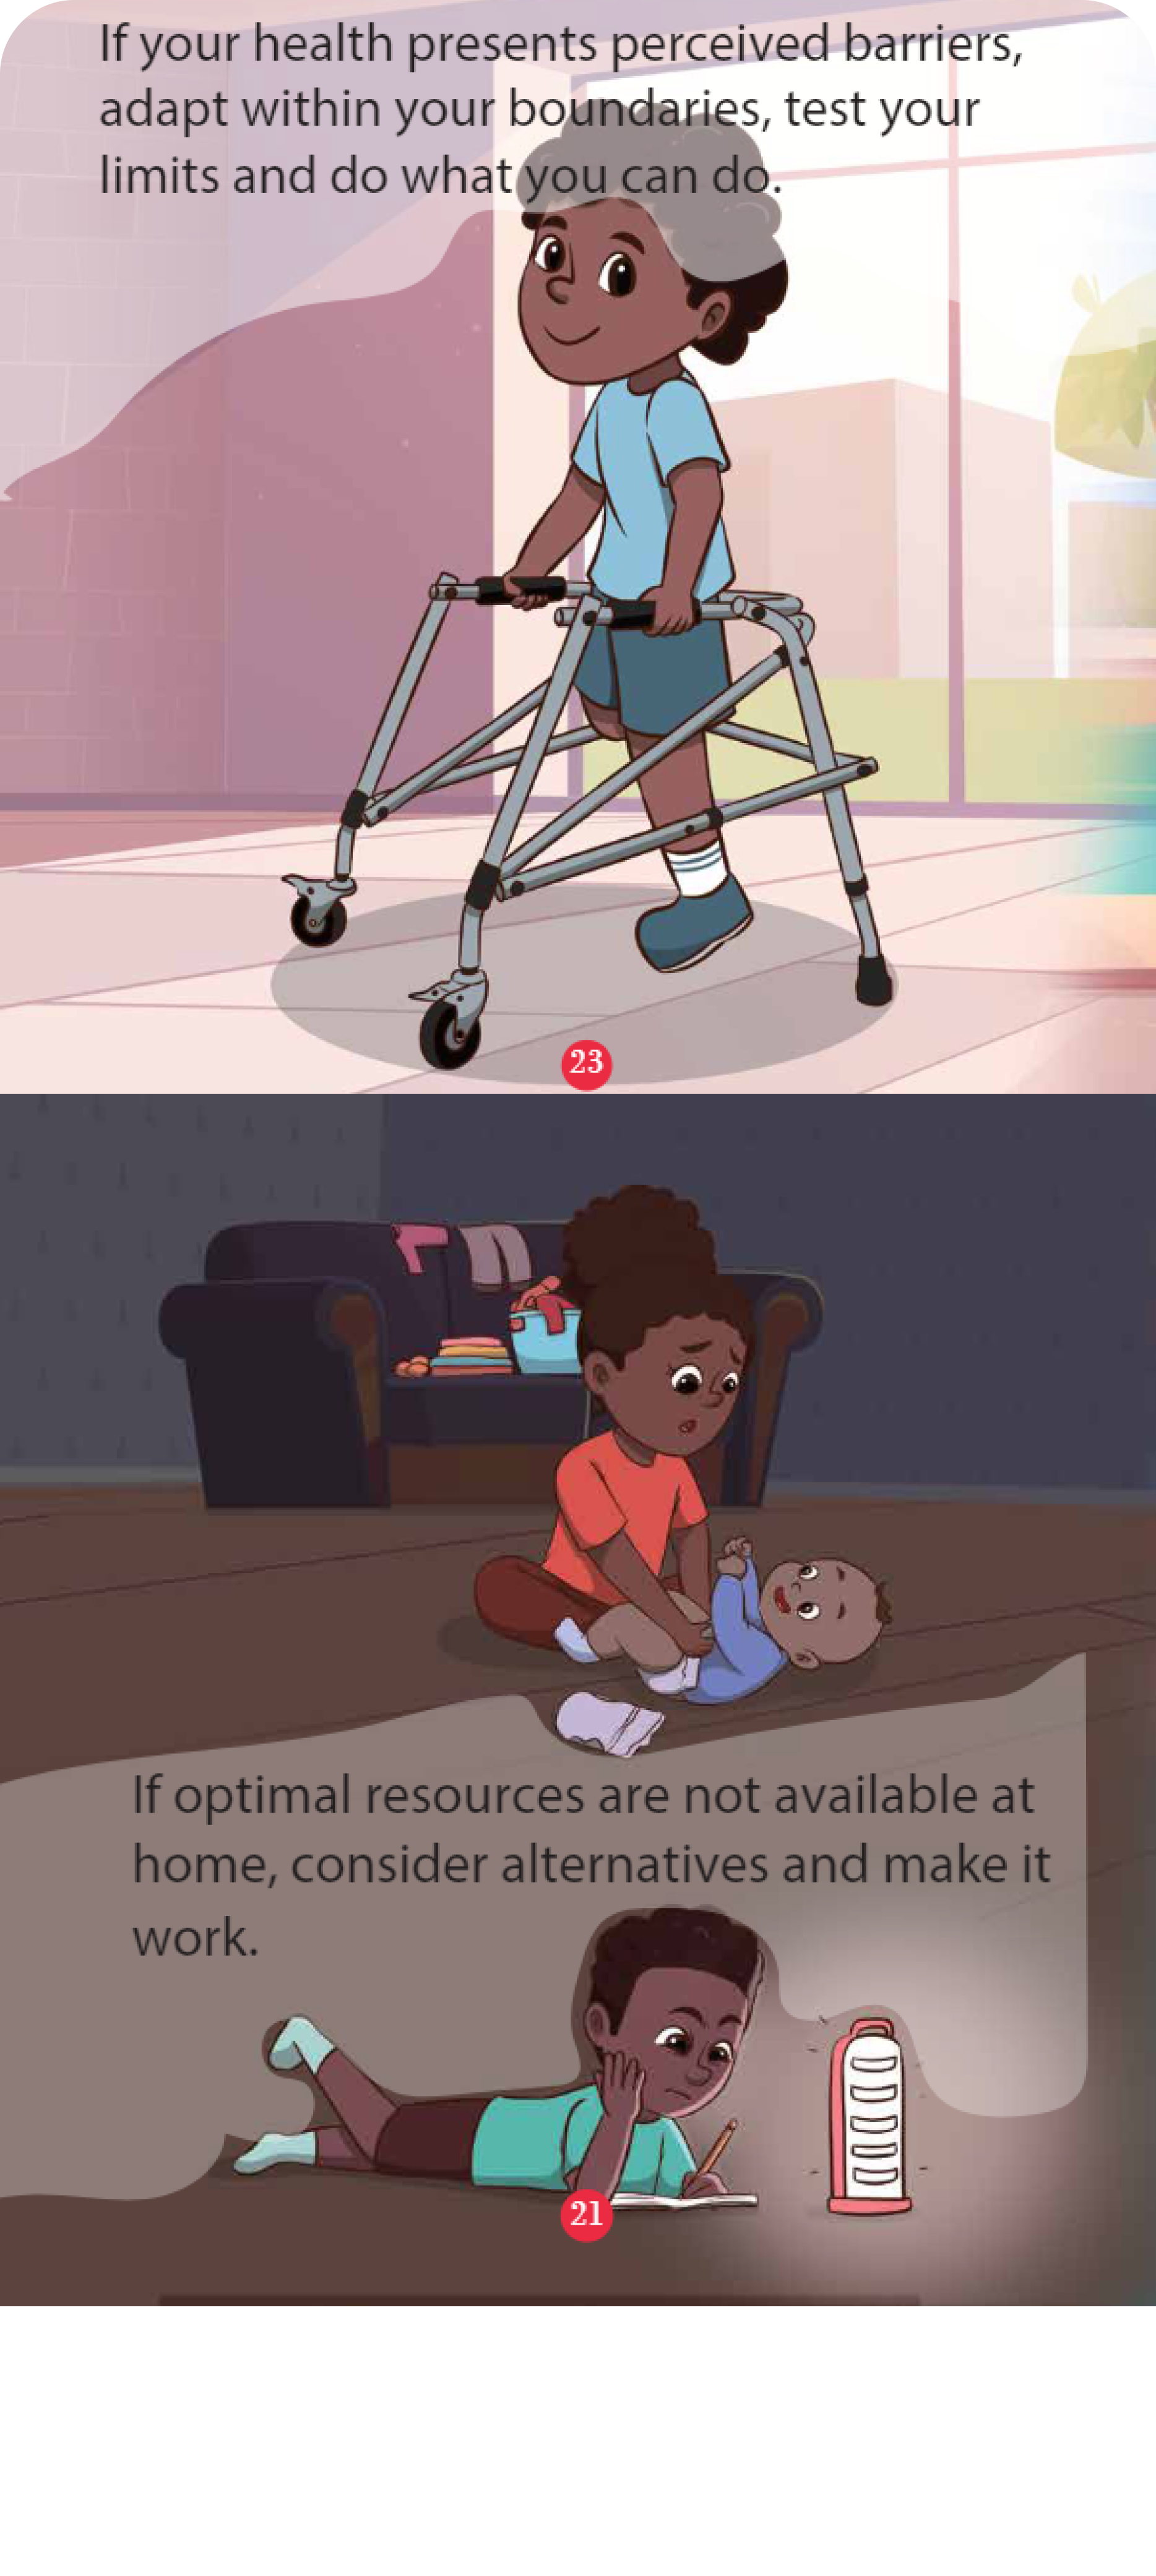 If your health presents perceived barriers,
adapt within your boundaries, test your
limits and do what you can do.
23
If optimal resources are not available at
home, consider alternatives and make it
work.
21